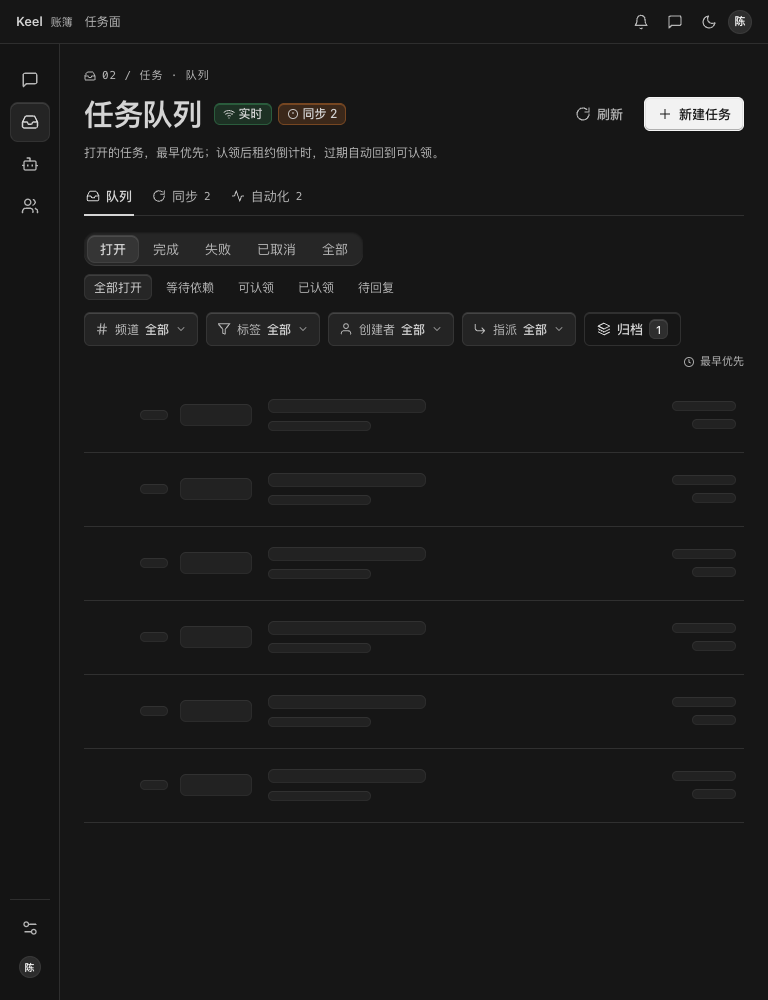 Keel 账簿 任务面
陈
02 / 任务 · 队列
任务队列 实时 同步 2
刷新 新建任务
打开的任务，最早优先；认领后租约倒计时，过期自动回到可认领。
队列 同步 2 自动化 2
打开 完成 失败 已取消 全部
全部打开 等待依赖 可认领 已认领 待回复
频道 全部 标签 全部 创建者 全部 指派 全部 归档 1
最早优先
陈